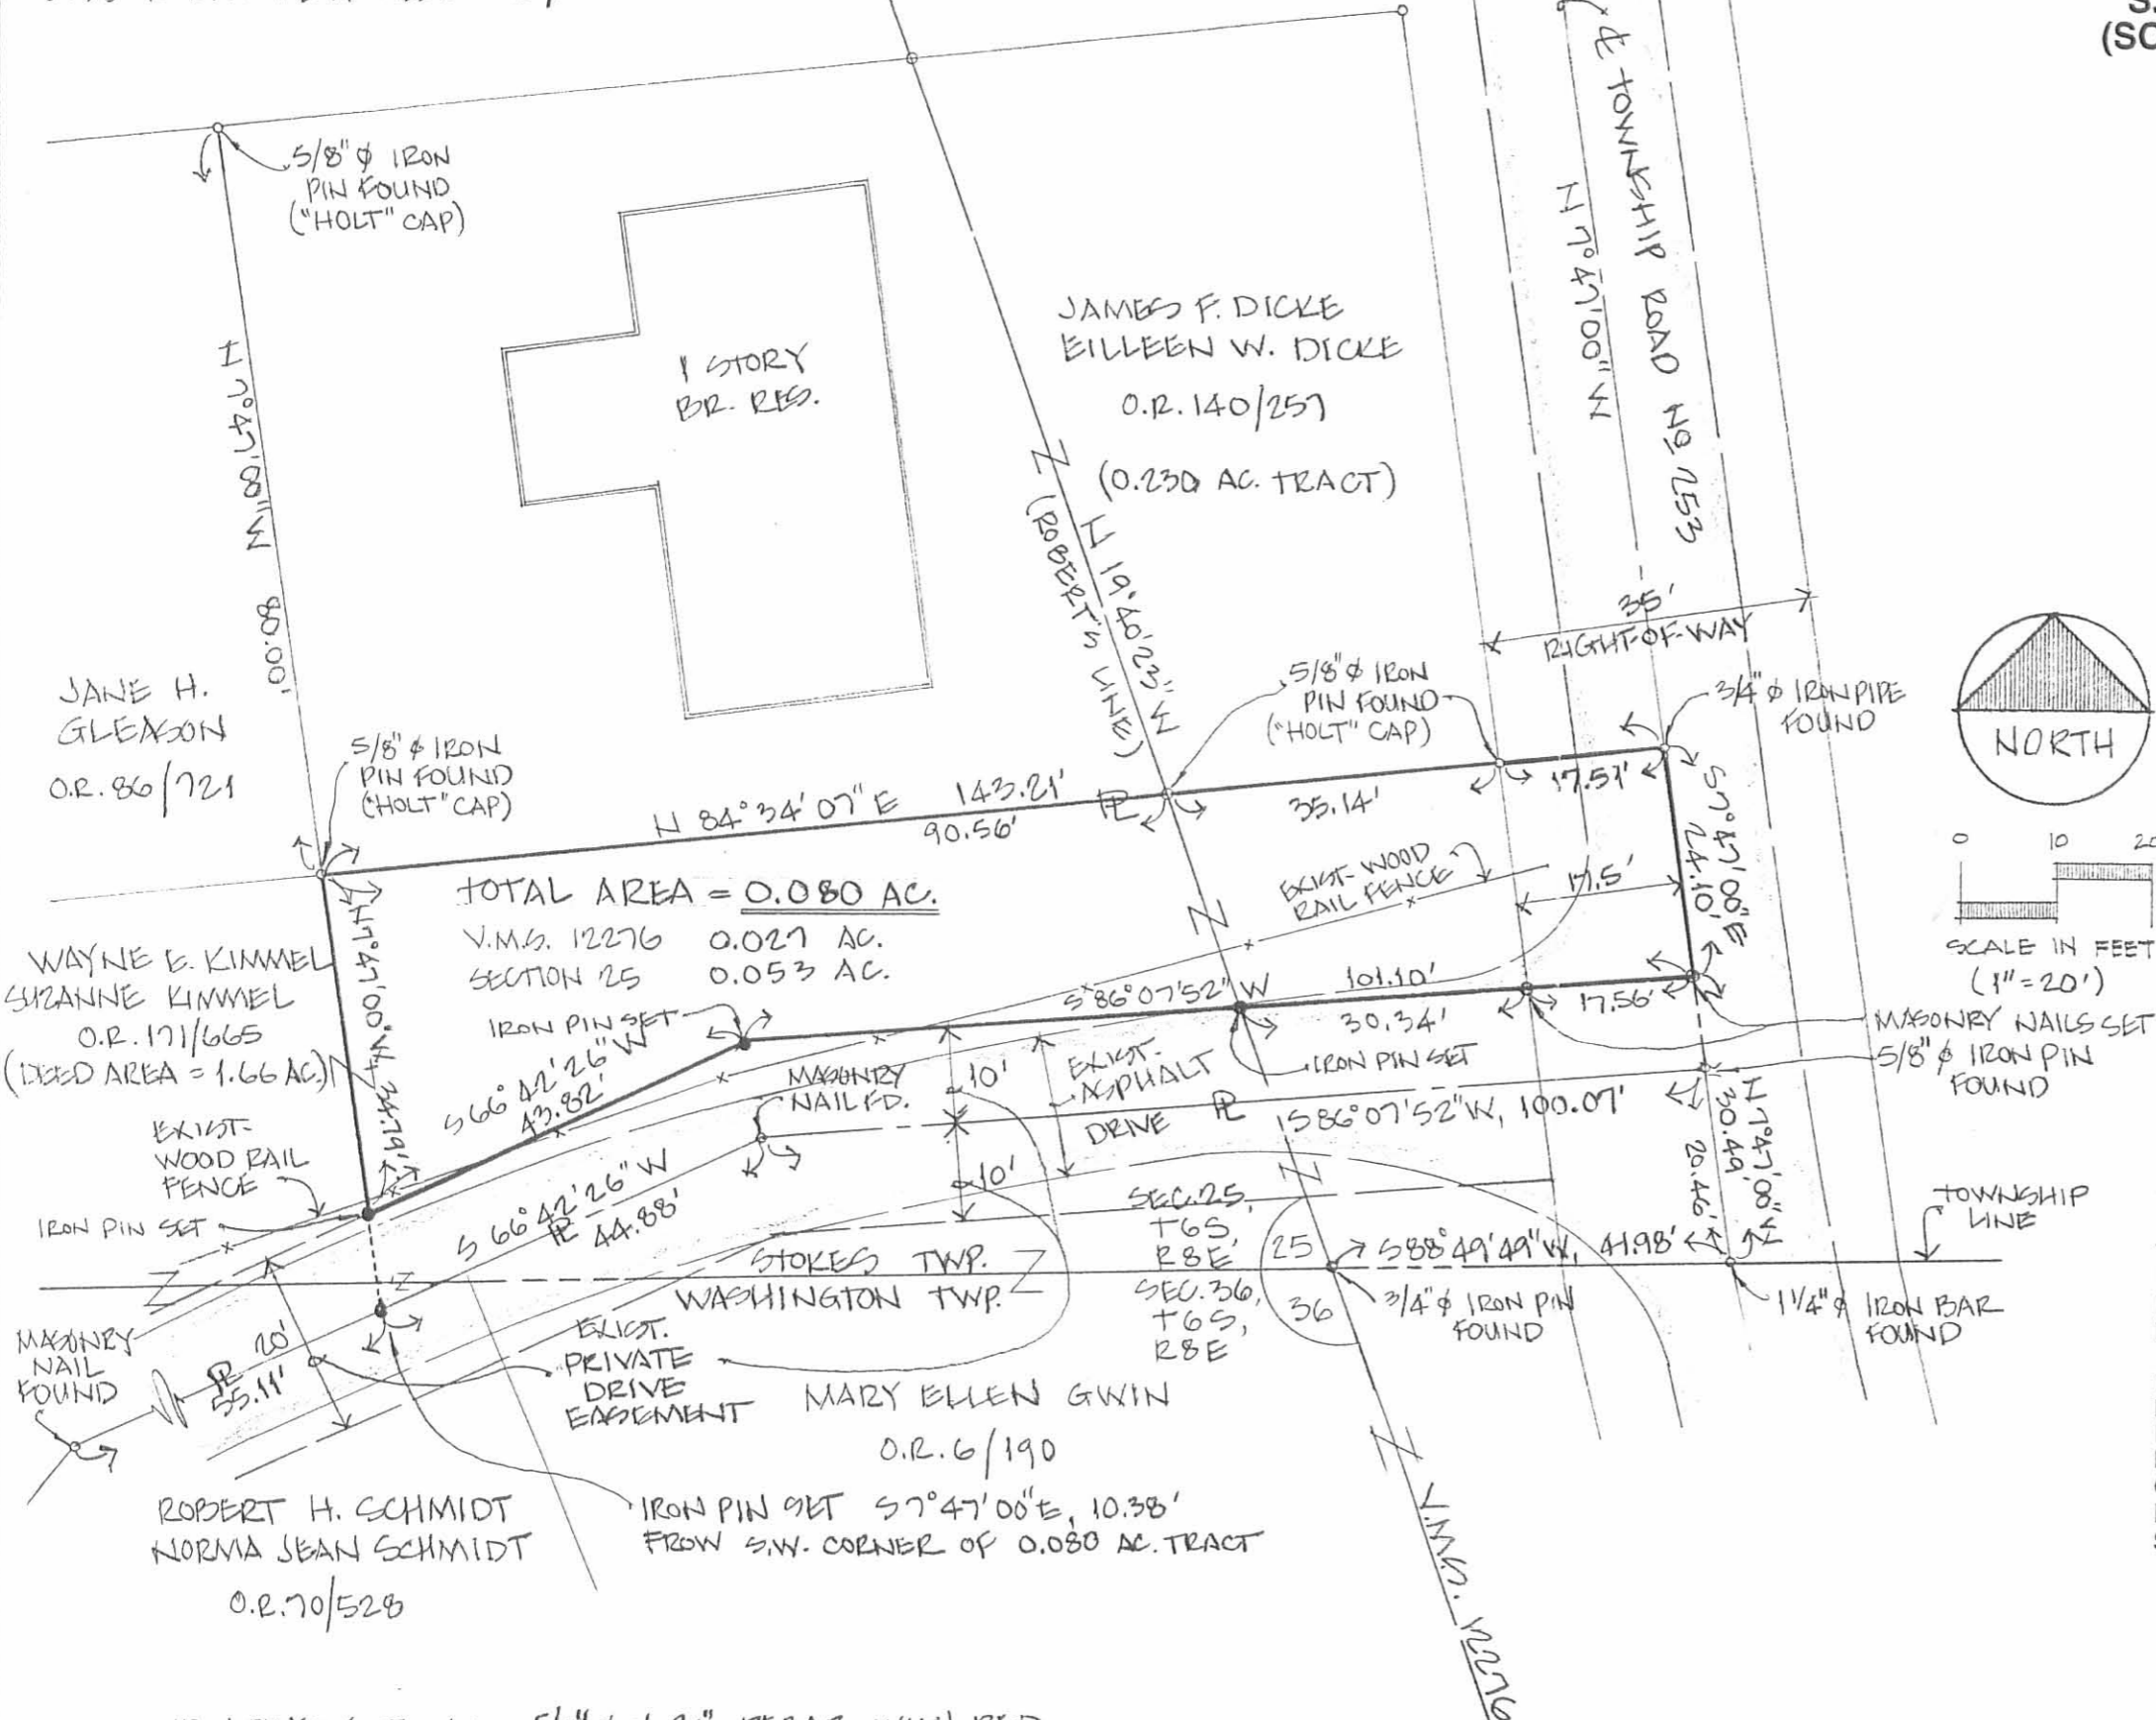 S.
(SC
5/8" ⌀ IRON
PIN FOUND
("HOLT" CAP)
N 7°47'00" W
80.00'
1 STORY
BR. RES.
JAMES F. DICKE
EILLEEN W. DICKE
O.R. 140/257
(0.230 AC. TRACT)
N 19°40'23" W
(ROBERT'S LINE)
℄ TOWNSHIP ROAD Nº 253
N 7°47'00" W
35'
RIGHT-OF-WAY
5/8" ⌀ IRON
PIN FOUND
("HOLT" CAP)
3/4" ⌀ IRON PIPE
FOUND
NORTH
JANE H.
GLEASON
O.R. 86/721
5/8" ⌀ IRON
PIN FOUND
("HOLT" CAP)
N 84°34'07" E 143.21'
90.56'
PL
35.14'
17.51'
S 7°47'00" E
24.10'
0 10 20
SCALE IN FEET
(1"=20')
TOTAL AREA = 0.080 AC.
V.M.S. 12276 0.027 AC.
SECTION 25 0.053 AC.
EXIST. WOOD
RAIL FENCE
17.5'
WAYNE E. KIMMEL
SUZANNE KIMMEL
O.R. 171/665
(DEED AREA = 1.66 AC.)
N 7°47'00" W 34.79'
IRON PIN SET
S 66°42'26" W
43.82'
S 86°07'52" W
101.10'
30.34'
17.56'
MASONRY NAILS SET
5/8" ⌀ IRON PIN
FOUND
IRON PIN SET
MASONRY
NAIL FD.
10'
EXIST.
ASPHALT
DRIVE
PL
S 86°07'52" W, 100.07'
10'
EXIST.
WOOD RAIL
FENCE
IRON PIN SET
S 66°42'26" W
PL 44.88'
N 7°47'00" W
30.49'
20.46'
TOWNSHIP
LINE
STOKES TWP.
WASHINGTON TWP.
SEC. 25,
T6S,
R8E
SEC. 36,
T6S,
R8E
25
36
S 88°49'49" W, 41.98'
3/4" ⌀ IRON PIN
FOUND
1 1/4" ⌀ IRON BAR
FOUND
MASONRY
NAIL
FOUND
PL 20'
55.11'
EXIST.
PRIVATE
DRIVE
EASEMENT
MARY ELLEN GWIN
O.R. 6/190
ROBERT H. SCHMIDT
NORMA JEAN SCHMIDT
O.R. 70/528
IRON PIN SET S 7°47'00" E, 10.38'
FROM S.W. CORNER OF 0.080 AC. TRACT
V.M.S. 12276